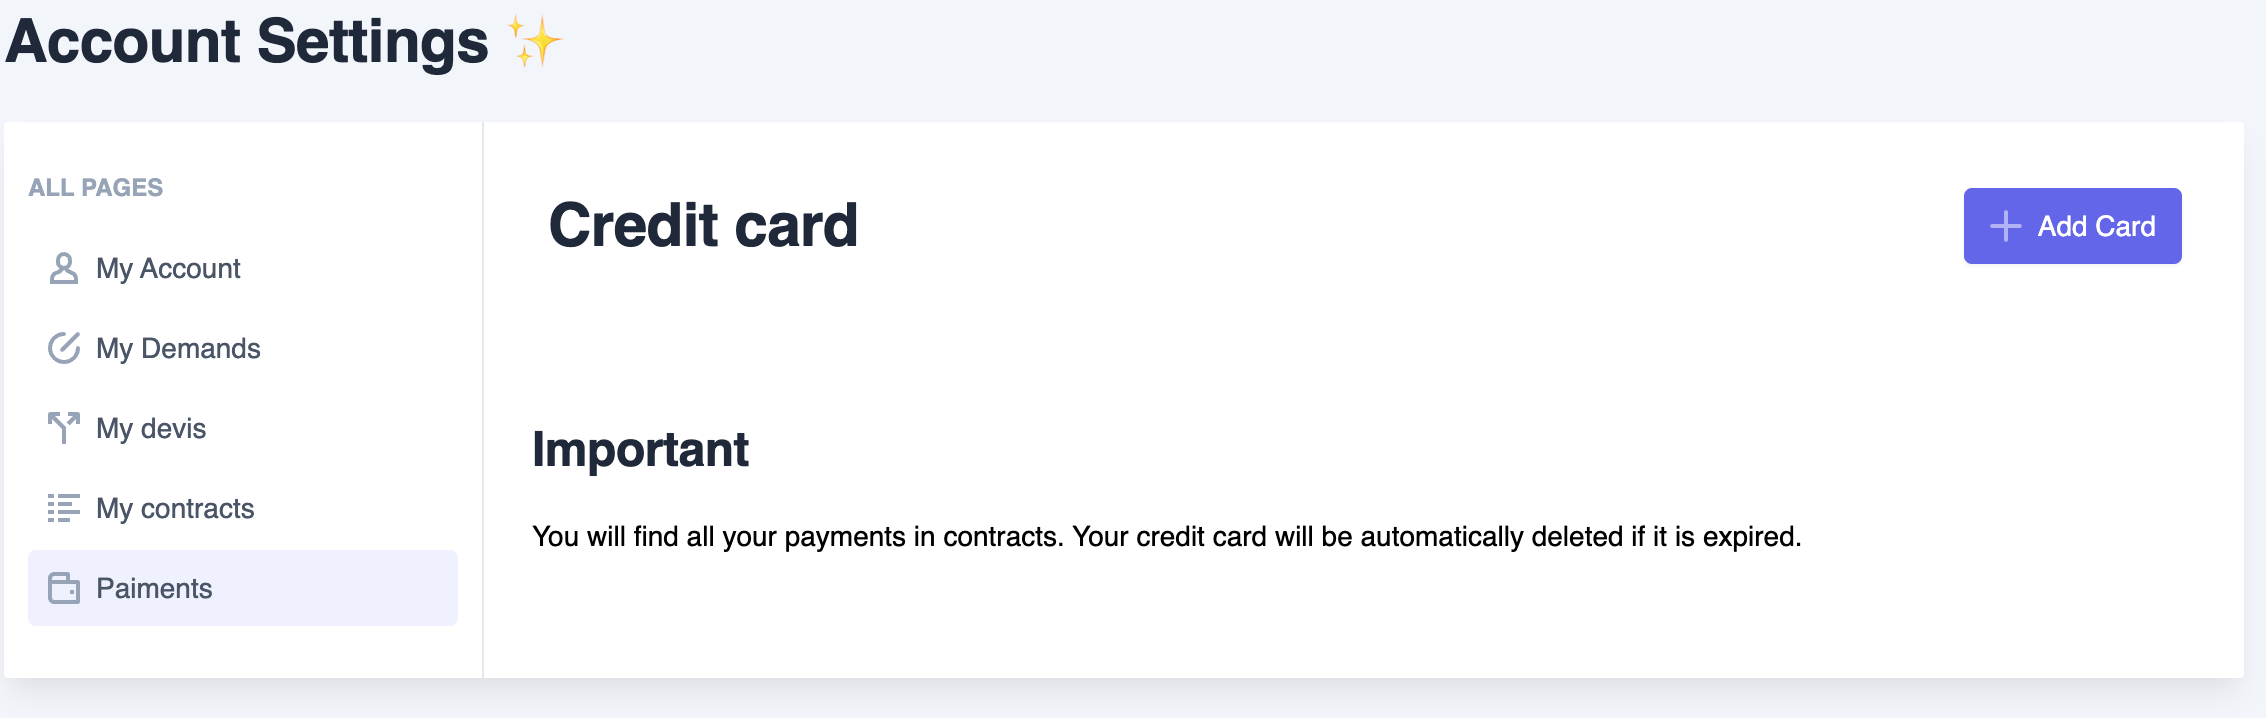 Account Settings ✨
ALL PAGES
My Account
My Demands
My devis
My contracts
Paiments
Credit card
Add Card
Important
You will find all your payments in contracts. Your credit card will be automatically deleted if it is expired.